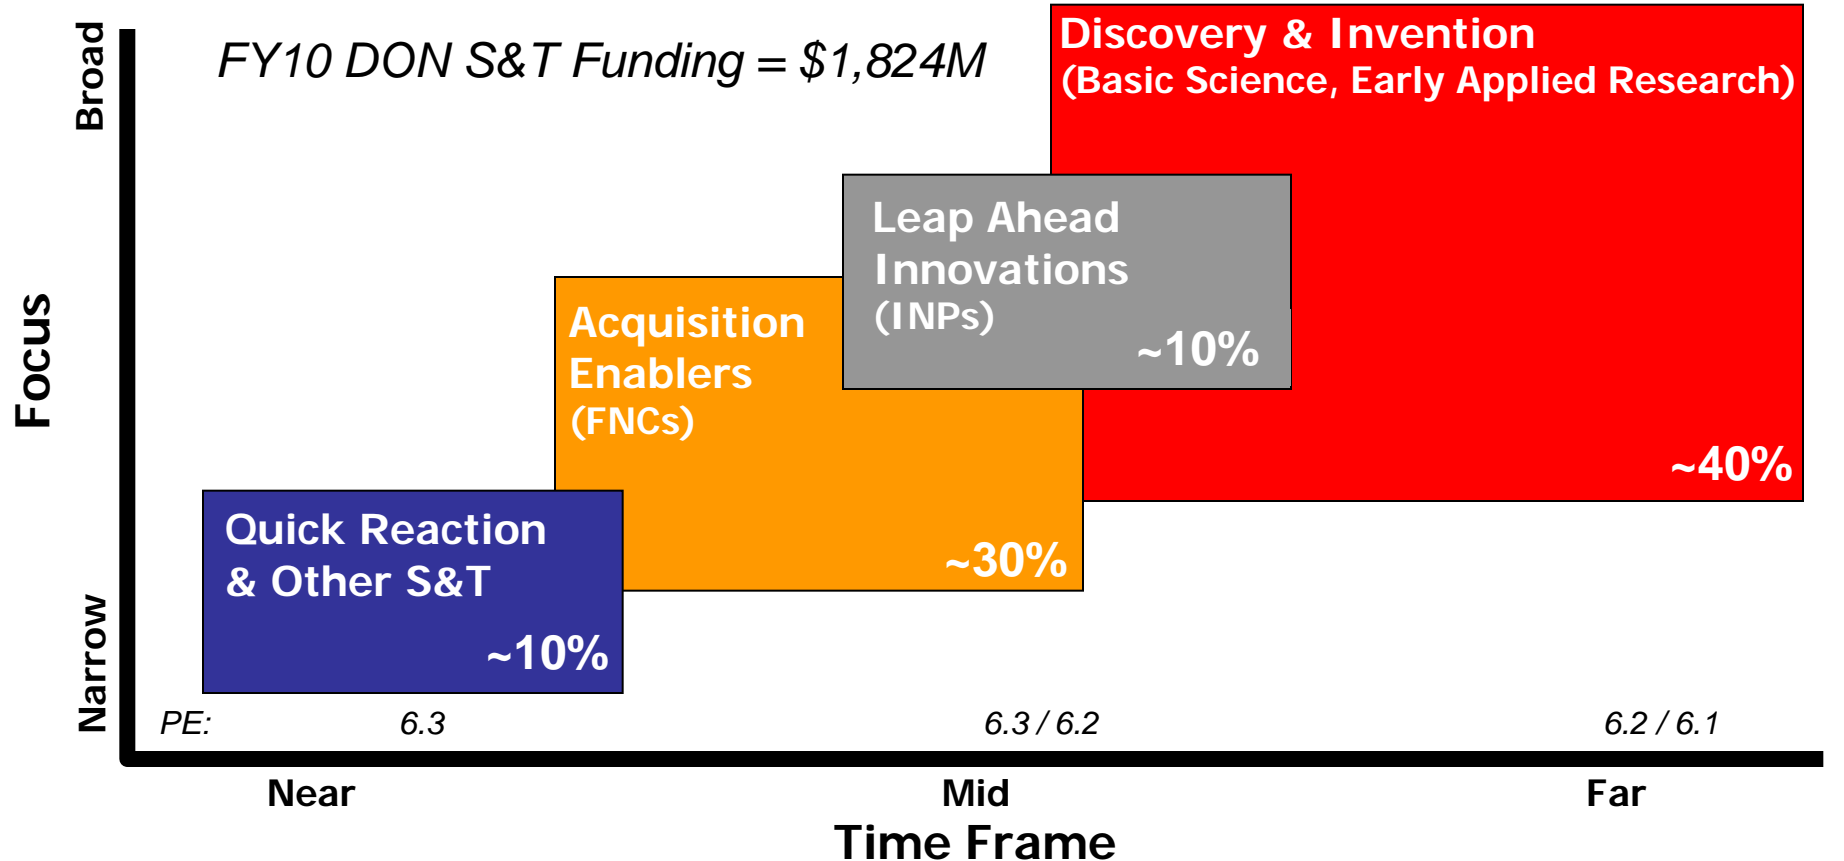 FY10 DON S&T Funding = $1,824M
Discovery & Invention
(Basic Science, Early Applied Research)
~40%
Leap Ahead
Innovations
(INPs)
~10%
Acquisition
Enablers
(FNCs)
~30%
Quick Reaction
& Other S&T
~10%
Broad
Focus
Narrow
PE: 6.3 6.3 / 6.2 6.2 / 6.1
Near Mid Far
Time Frame